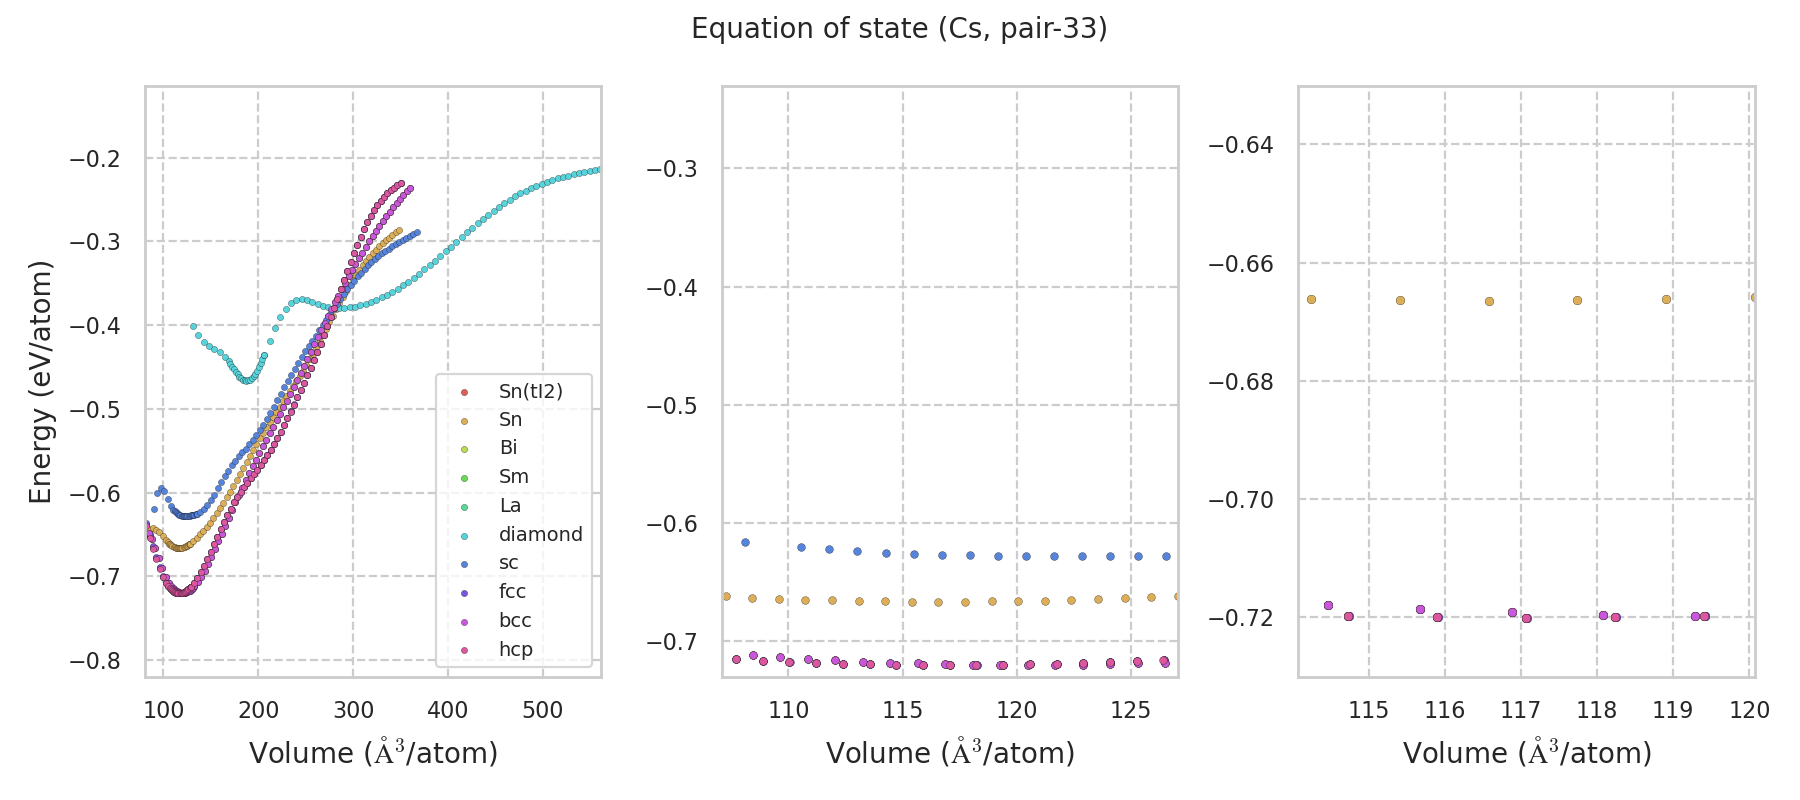 Equation of state (Cs, pair-33)
Energy (eV/atom)
−0.2
−0.3
−0.4
−0.5
−0.6
−0.7
−0.8
100
200
300
400
500
Volume (Å³/atom)
Sn(tI2)
Sn
Bi
Sm
La
diamond
sc
fcc
bcc
hcp
−0.3
−0.4
−0.5
−0.6
−0.7
110
115
120
125
Volume (Å³/atom)
−0.64
−0.66
−0.68
−0.70
−0.72
115
116
117
118
119
120
Volume (Å³/atom)